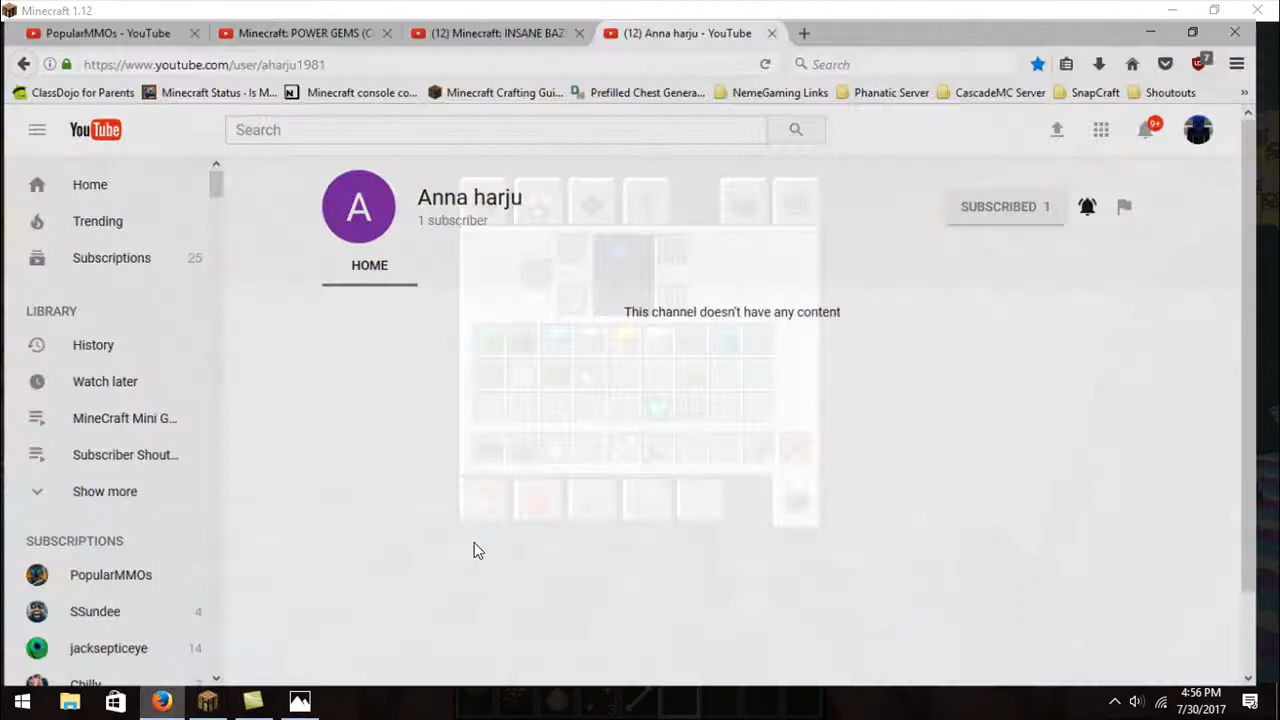 Minecraft 1.12
PopularMMOs - YouTube
Minecraft: POWER GEMS (C
(12) Minecraft: INSANE BAZ
(12) Anna harju - YouTube
https://www.youtube.com/user/aharju1981
Search
ClassDojo for Parents
Minecraft Status - Is M...
Minecraft console co...
Minecraft Crafting Gui...
Prefilled Chest Genera...
NemeGaming Links
Phanatic Server
CascadeMC Server
SnapCraft
Shoutouts
YouTube
Search
9+
Home
Trending
Subscriptions 25
LIBRARY
History
Watch later
MineCraft Mini G...
Subscriber Shout...
Show more
SUBSCRIPTIONS
PopularMMOs
SSundee 4
jacksepticeye 14
Chilly
A
Anna harju
1 subscriber
SUBSCRIBED 1
HOME
This channel doesn't have any content
4:56 PM
7/30/2017